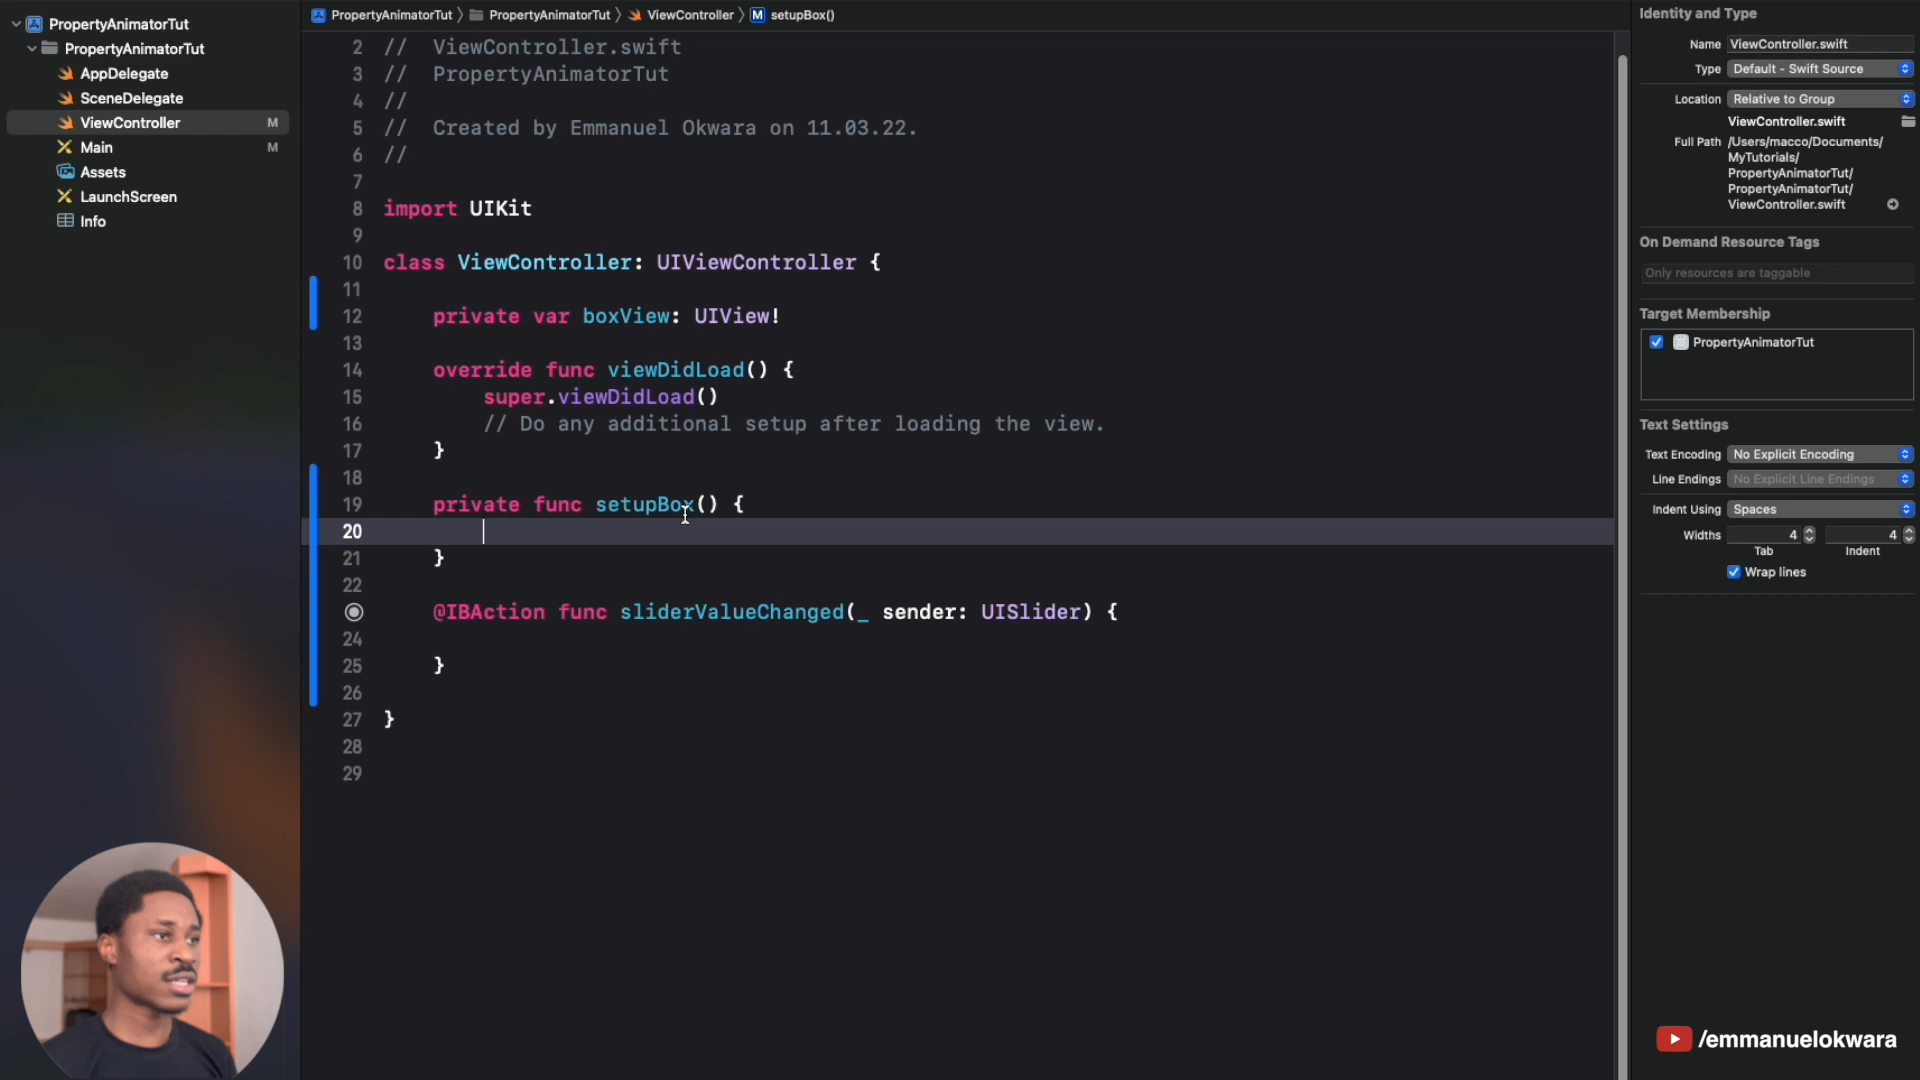 PropertyAnimatorTut
PropertyAnimatorTut
AppDelegate
SceneDelegate
ViewController M
Main M
Assets
LaunchScreen
Info
PropertyAnimatorTut PropertyAnimatorTut ViewController M setupBox()
2 // ViewController.swift
3 // PropertyAnimatorTut
4 //
5 // Created by Emmanuel Okwara on 11.03.22.
6 //
7
8 import UIKit
9
10 class ViewController: UIViewController {
11
12 private var boxView: UIView!
13
14 override func viewDidLoad() {
15 super.viewDidLoad()
16 // Do any additional setup after loading the view.
17 }
18
19 private func setupBox() {
20
21 }
22
@IBAction func sliderValueChanged(_ sender: UISlider) {
24
25 }
26
27 }
28
29
Identity and Type
Name ViewController.swift
Type Default - Swift Source
Location Relative to Group
ViewController.swift
Full Path /Users/macco/Documents/
MyTutorials/
PropertyAnimatorTut/
PropertyAnimatorTut/
ViewController.swift
On Demand Resource Tags
Only resources are taggable
Target Membership
PropertyAnimatorTut
Text Settings
Text Encoding No Explicit Encoding
Line Endings No Explicit Line Endings
Indent Using Spaces
Widths 4 4
Tab Indent
Wrap lines
/emmanuelokwara